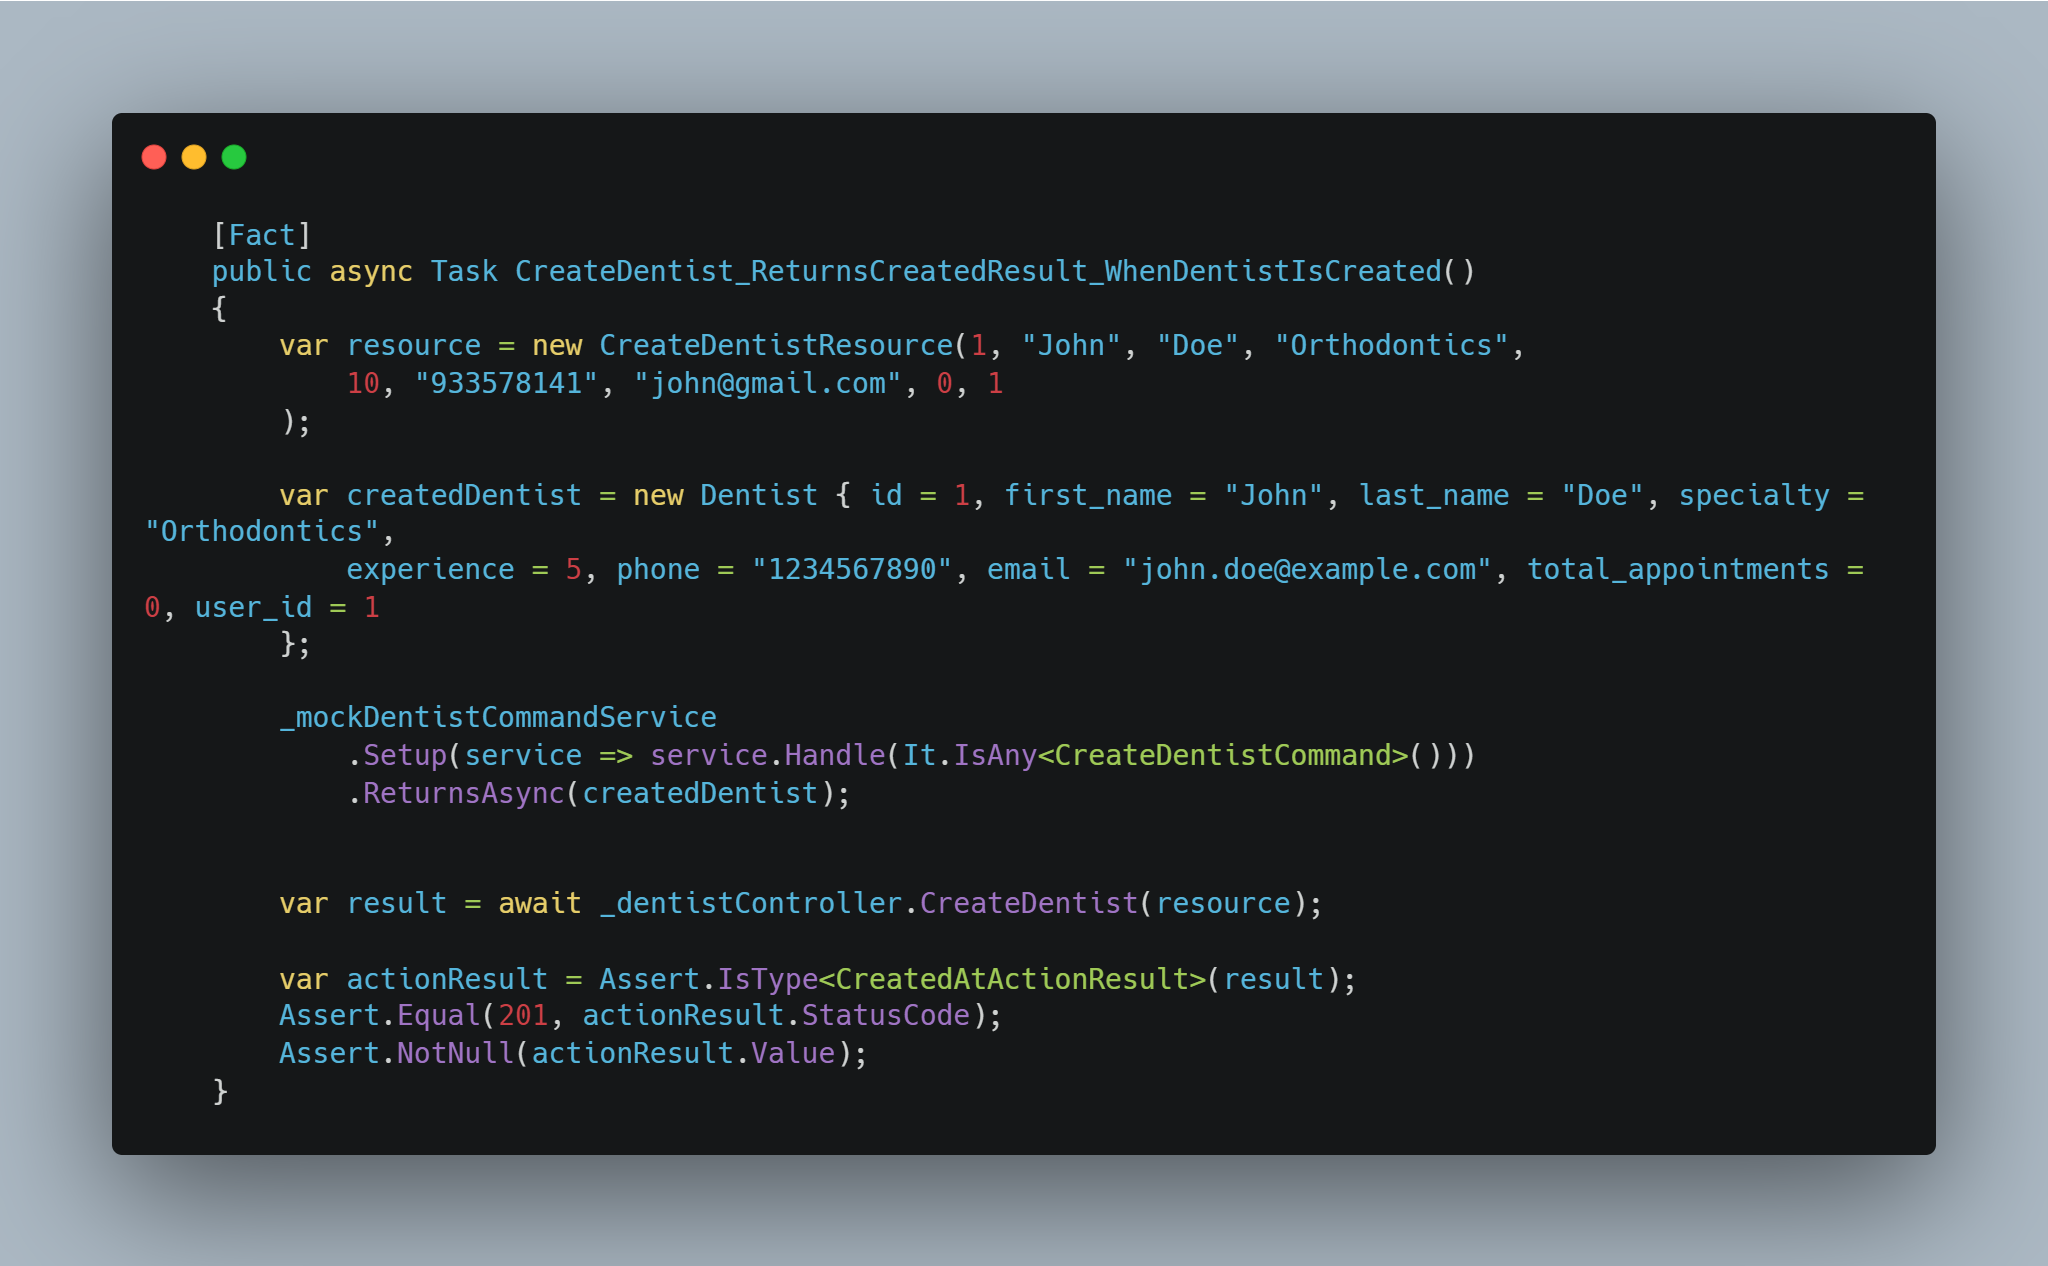 [Fact]
public async Task CreateDentist_ReturnsCreatedResult_WhenDentistIsCreated()
{
var resource = new CreateDentistResource(1, "John", "Doe", "Orthodontics",
10, "933578141", "john@gmail.com", 0, 1
);
var createdDentist = new Dentist { id = 1, first_name = "John", last_name = "Doe", specialty =
"Orthodontics",
experience = 5, phone = "1234567890", email = "john.doe@example.com", total_appointments =
0, user_id = 1
};
_mockDentistCommandService
.Setup(service => service.Handle(It.IsAny<CreateDentistCommand>()))
.ReturnsAsync(createdDentist);
var result = await _dentistController.CreateDentist(resource);
var actionResult = Assert.IsType<CreatedAtActionResult>(result);
Assert.Equal(201, actionResult.StatusCode);
Assert.NotNull(actionResult.Value);
}